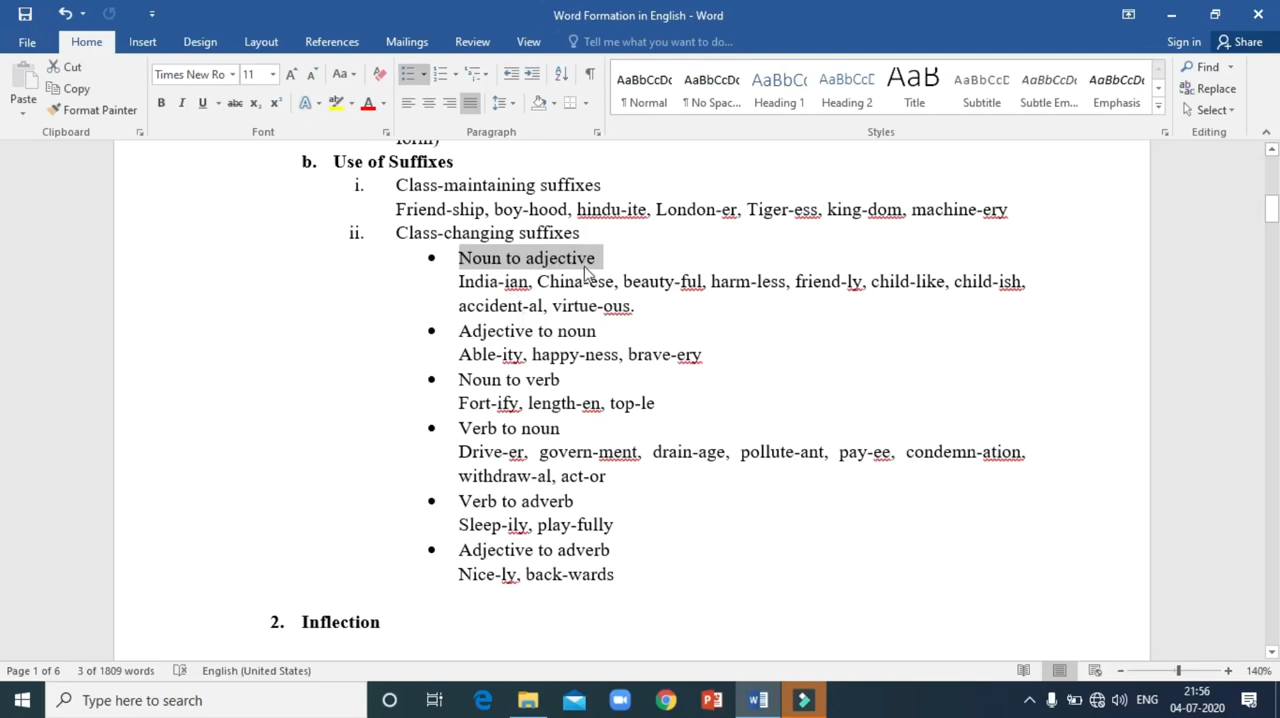 Word Formation in English - Word
File Home Insert Design Layout References Mailings Review View Tell me what you want to do... Sign in Share
Paste Cut Copy Format Painter Clipboard
Times New Ro 11 Font
Paragraph
AaBbCcDc ¶ Normal AaBbCcDc ¶ No Spac... AaBbCc Heading 1 AaBbCcE Heading 2 AaB Title AaBbCcD Subtitle AaBbCcDc Subtle Em... AaBbCcDc Emphasis Styles
Find Replace Select Editing
form)
b. Use of Suffixes
i. Class-maintaining suffixes
Friend-ship, boy-hood, hindu-ite, London-er, Tiger-ess, king-dom, machine-ery
ii. Class-changing suffixes
• Noun to adjective
India-ian, China-ese, beauty-ful, harm-less, friend-ly, child-like, child-ish,
accident-al, virtue-ous.
• Adjective to noun
Able-ity, happy-ness, brave-ery
• Noun to verb
Fort-ify, length-en, top-le
• Verb to noun
Drive-er, govern-ment, drain-age, pollute-ant, pay-ee, condemn-ation,
withdraw-al, act-or
• Verb to adverb
Sleep-ily, play-fully
• Adjective to adverb
Nice-ly, back-wards
2. Inflection
Page 1 of 6 3 of 1809 words English (United States) 140%
Type here to search ENG 21:56
04-07-2020